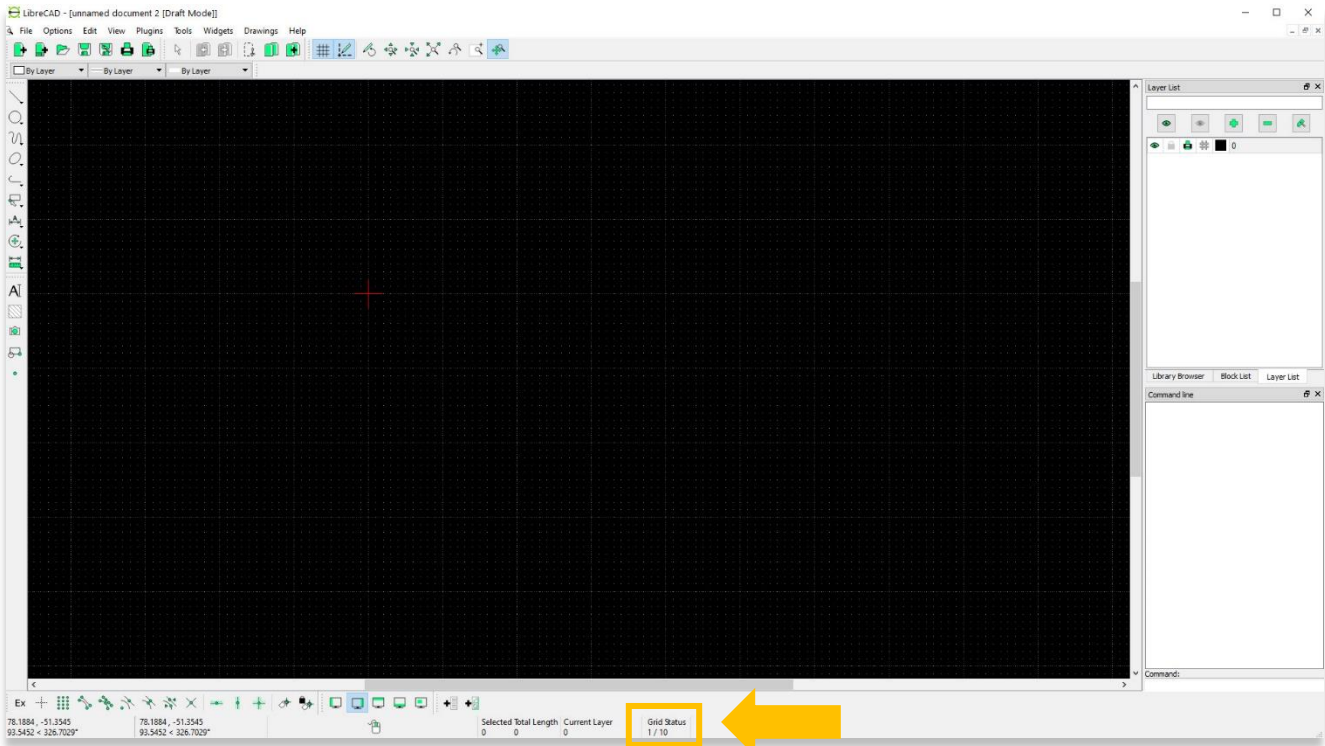 LibreCAD - [unnamed document 2 [Draft Mode]]
File Options Edit View Plugins Tools Widgets Drawings Help
By Layer By Layer By Layer
Layer List
0
A
Library Browser Block List Layer List
Command line
Command:
Ex
78.1884 , -51.3545 78.1884 , -51.3545 Selected Total Length Current Layer Grid Status
93.5452 < 326.7029° 93.5452 < 326.7029° 0 0 0 1 / 10